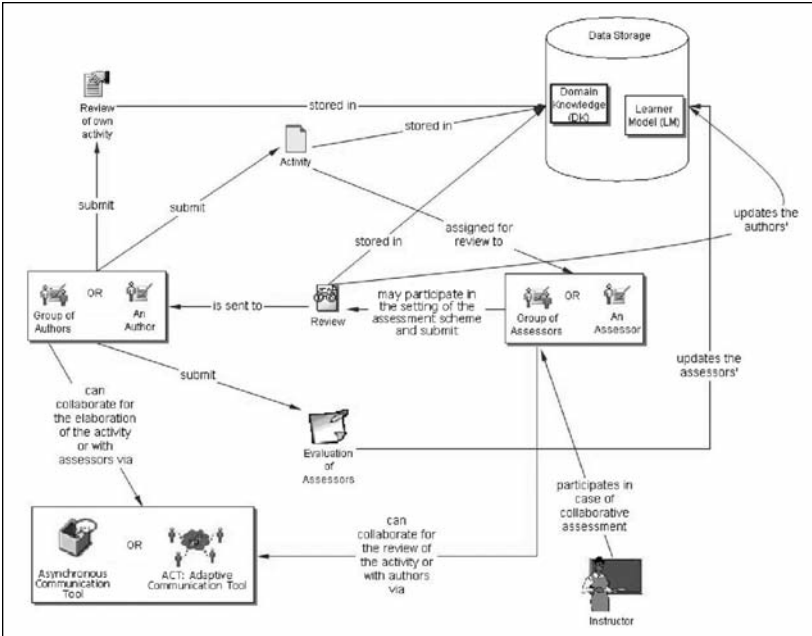 Data Storage
Domain
Knowledge
(DK)
Learner
Model (LM)
Review
of own
activity
stored in
stored in
Activity
submit
submit
stored in
assigned for
review to
updates the
authors'
Group of
Authors
OR
An
Author
is sent to
Review
may participate in
the setting of the
assessment scheme
and submit
Group of
Assessors
OR
An
Assessor
updates the
assessors'
can
collaborate for
the elaboration
of the activity
or with
assessors via
submit
Evaluation
of
Assessors
participates in
case of
collaborative
assessment
Asynchronous
Communication
Tool
OR
ACT: Adaptive
Communication Tool
can
collaborate for
the review of
the activity or
with authors
via
Instructor